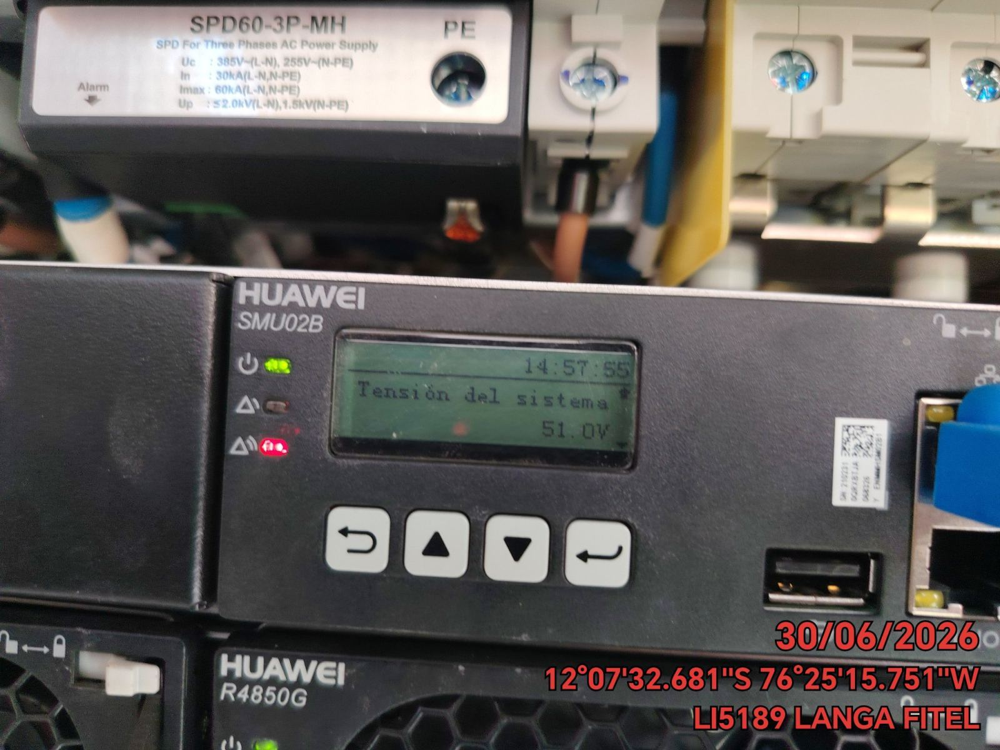 SPD60-3P-MH
PE
SPD For Three Phases AC Power Supply
Uc : 385V~(L-N), 255V~(N-PE)
In : 30kA(L-N,N-PE)
Imax : 60kA(L-N,N-PE)
Up : ≤2.0kV(L-N),1.5kV(N-PE)
Alarm
HUAWEI
SMU02B
14:57:55
Tensión del sistema
51.0V
HUAWEI
R4850G
30/06/2026
12°07'32.681"S 76°25'15.751"W
LI5189 LANGA FITEL